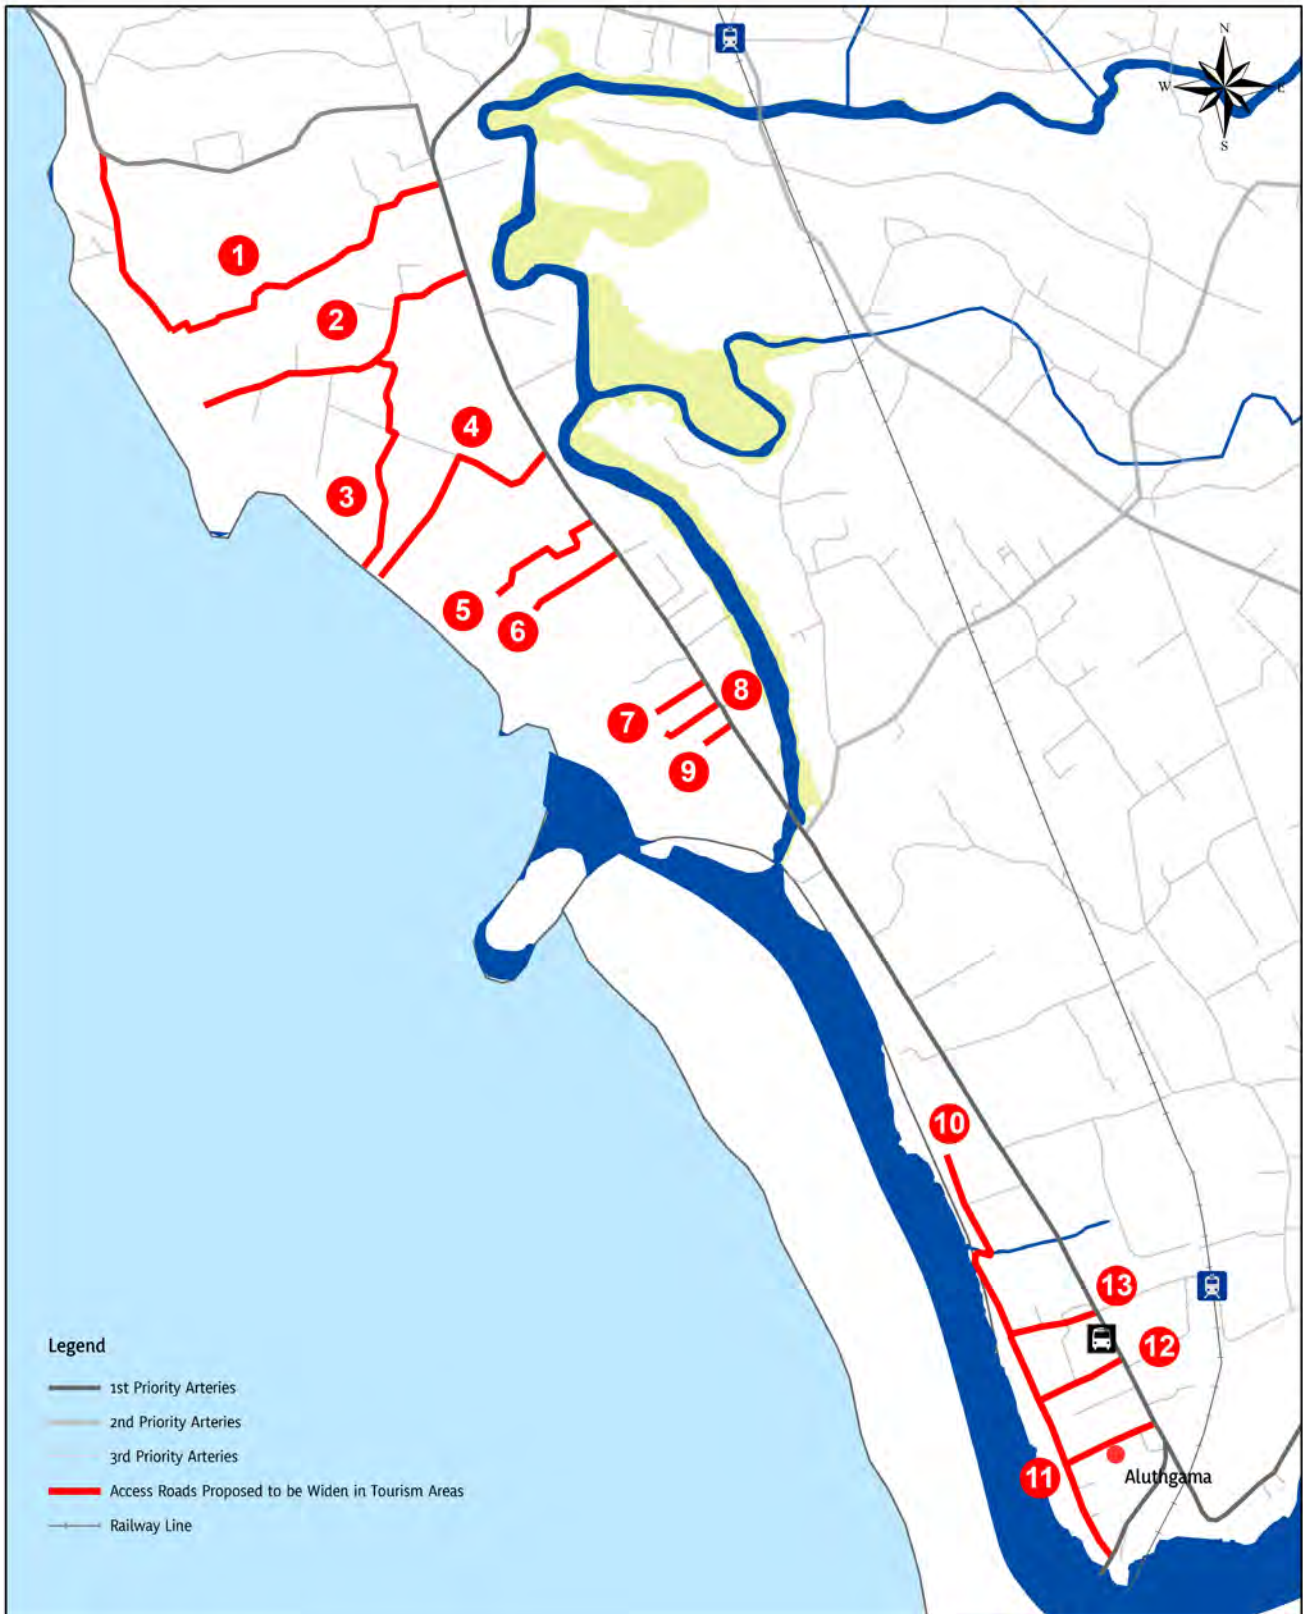 N
W
E
S
1
2
4
3
5
6
8
7
9
10
13
12
11
Aluthgama
Legend
1st Priority Arteries
2nd Priority Arteries
3rd Priority Arteries
Access Roads Proposed to be Widen in Tourism Areas
Railway Line